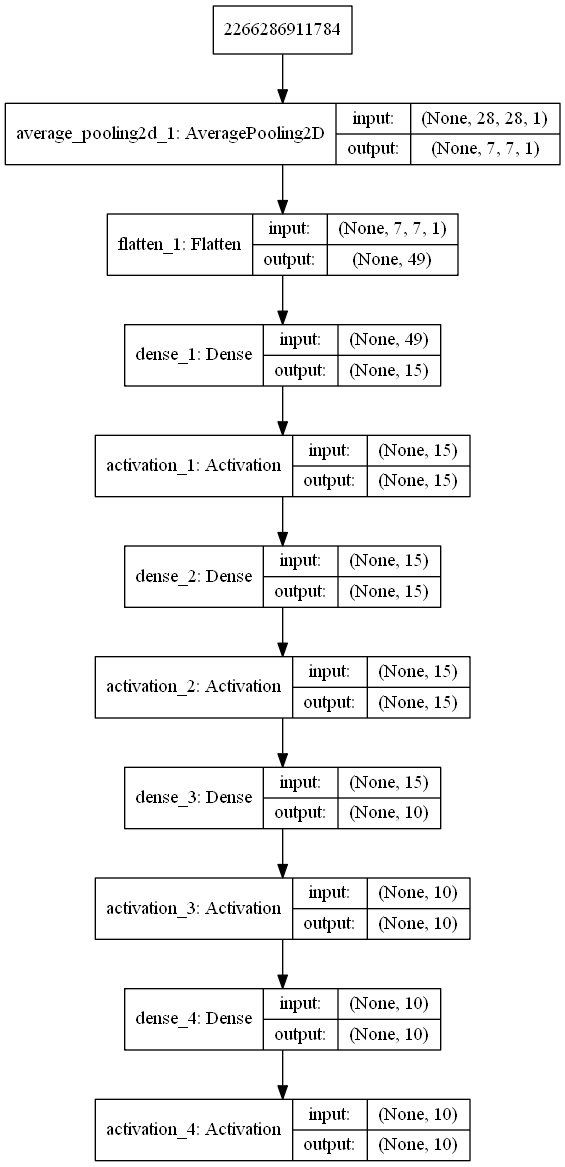 2266286911784
average_pooling2d_1: AveragePooling2D
input: (None, 28, 28, 1)
output: (None, 7, 7, 1)
flatten_1: Flatten
input: (None, 7, 7, 1)
output: (None, 49)
dense_1: Dense
input: (None, 49)
output: (None, 15)
activation_1: Activation
input: (None, 15)
output: (None, 15)
dense_2: Dense
input: (None, 15)
output: (None, 15)
activation_2: Activation
input: (None, 15)
output: (None, 15)
dense_3: Dense
input: (None, 15)
output: (None, 10)
activation_3: Activation
input: (None, 10)
output: (None, 10)
dense_4: Dense
input: (None, 10)
output: (None, 10)
activation_4: Activation
input: (None, 10)
output: (None, 10)